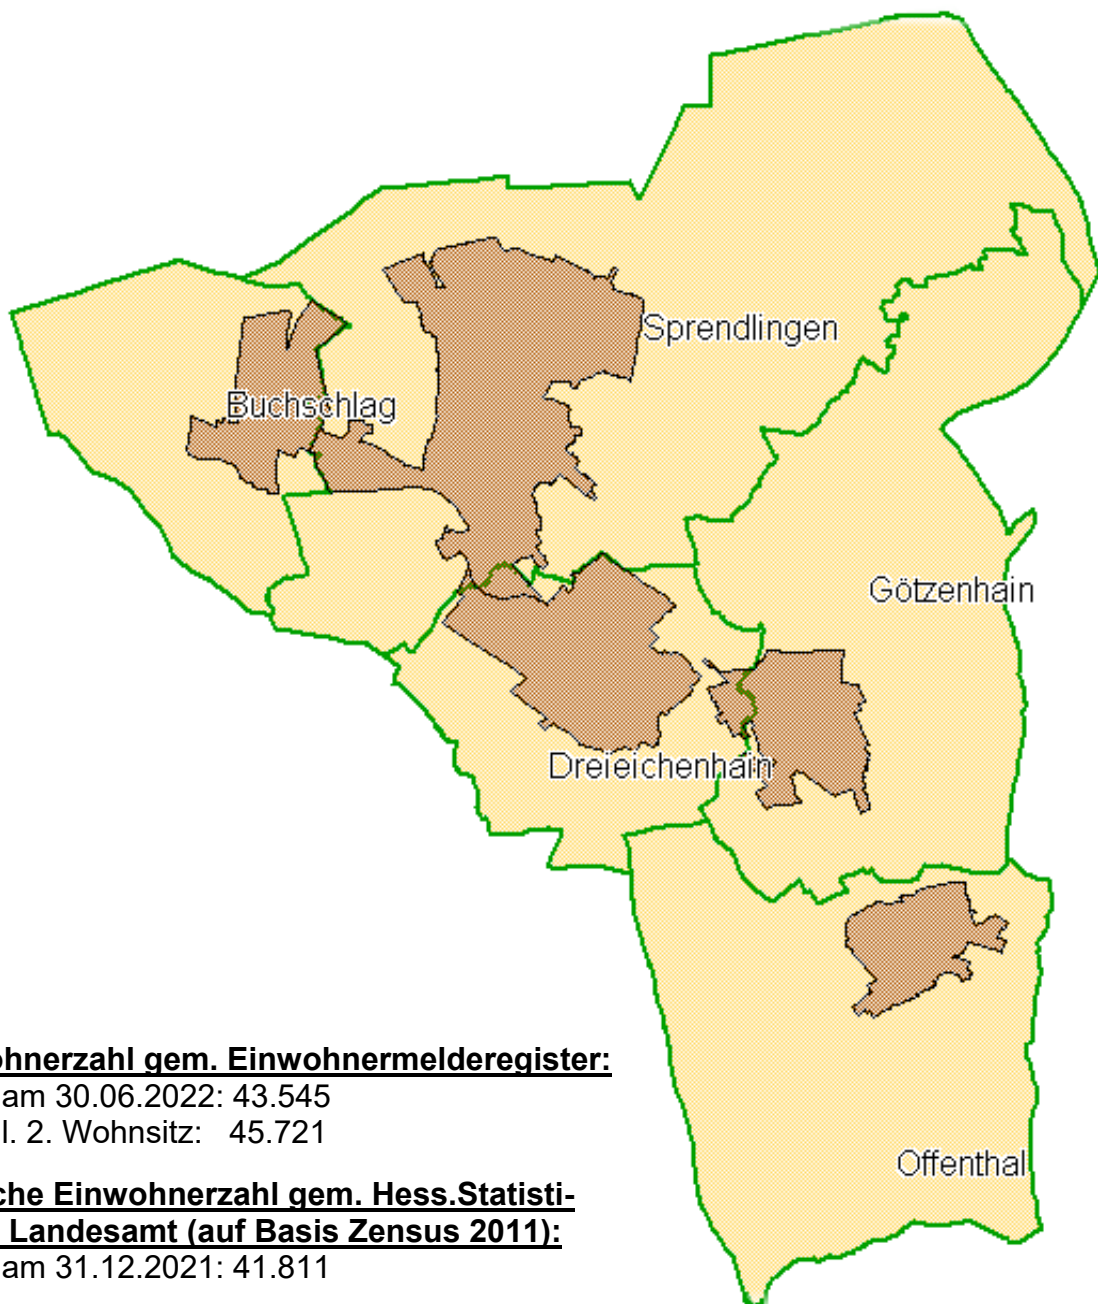 Sprendlingen
Buchschlag
Götzenhain
Dreieichenhain
ohnerzahl gem. Einwohnermelderegister:
am 30.06.2022: 43.545
l. 2. Wohnsitz: 45.721
Offenthal
che Einwohnerzahl gem. Hess.Statisti-
Landesamt (auf Basis Zensus 2011):
am 31.12.2021: 41.811